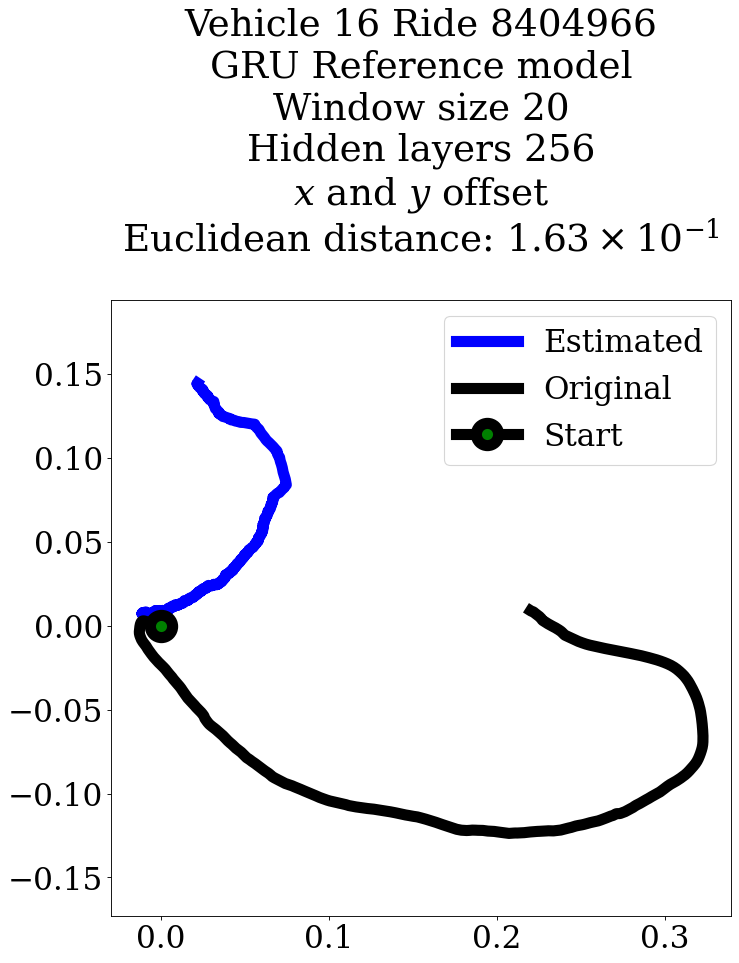 Vehicle 16 Ride 8404966
GRU Reference model
Window size 20
Hidden layers 256
x and y offset
Euclidean distance: 1.63 × 10⁻¹
Estimated
Original
Start
0.15
0.10
0.05
0.00
−0.05
−0.10
−0.15
0.0 0.1 0.2 0.3